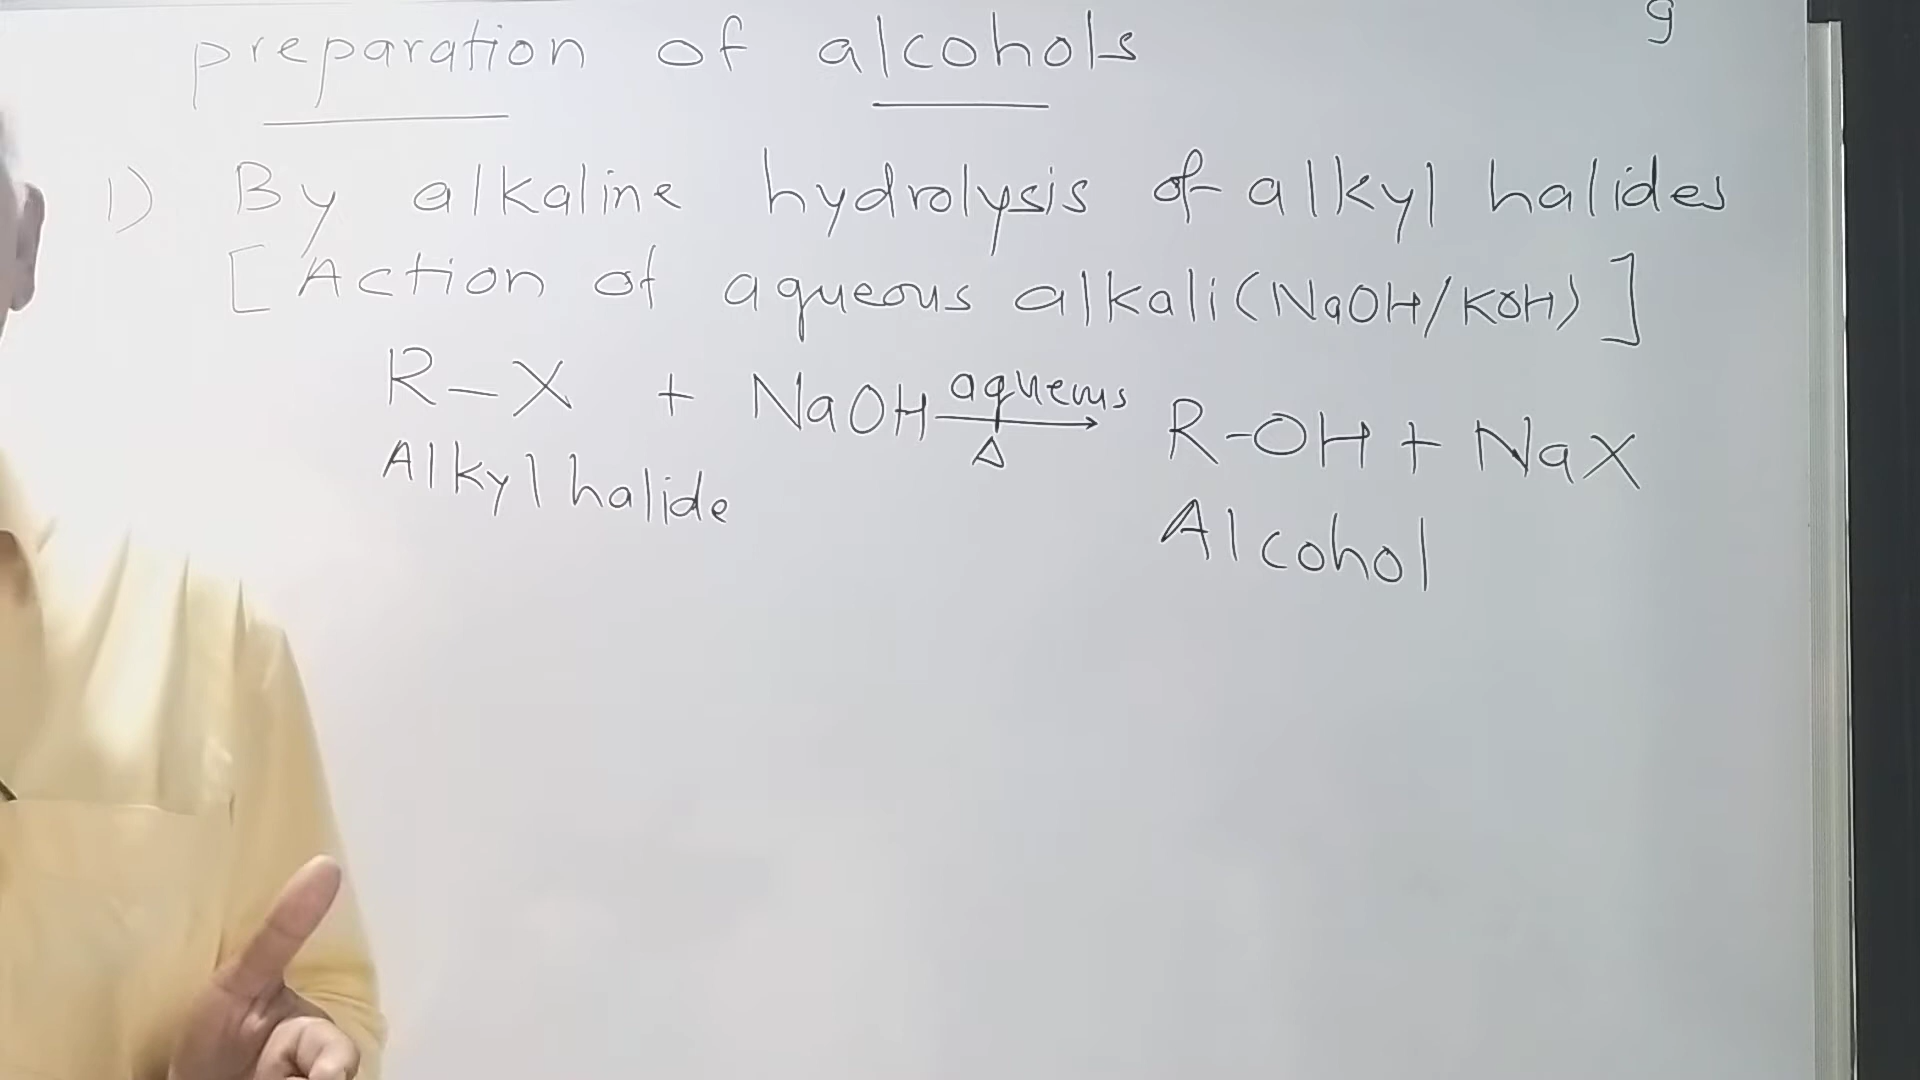 preparation of alcohols
9
1) By alkaline hydrolysis of alkyl halides
[Action of aqueous alkali(NaOH/KOH)]
R-X + NaOH aqueous Δ → R-OH + NaX
Alkyl halide Alcohol